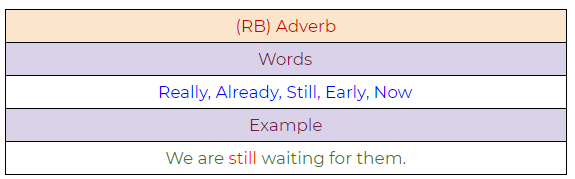 (RB) Adverb
Words
Really, Already, Still, Early, Now
Example
We are still waiting for them.